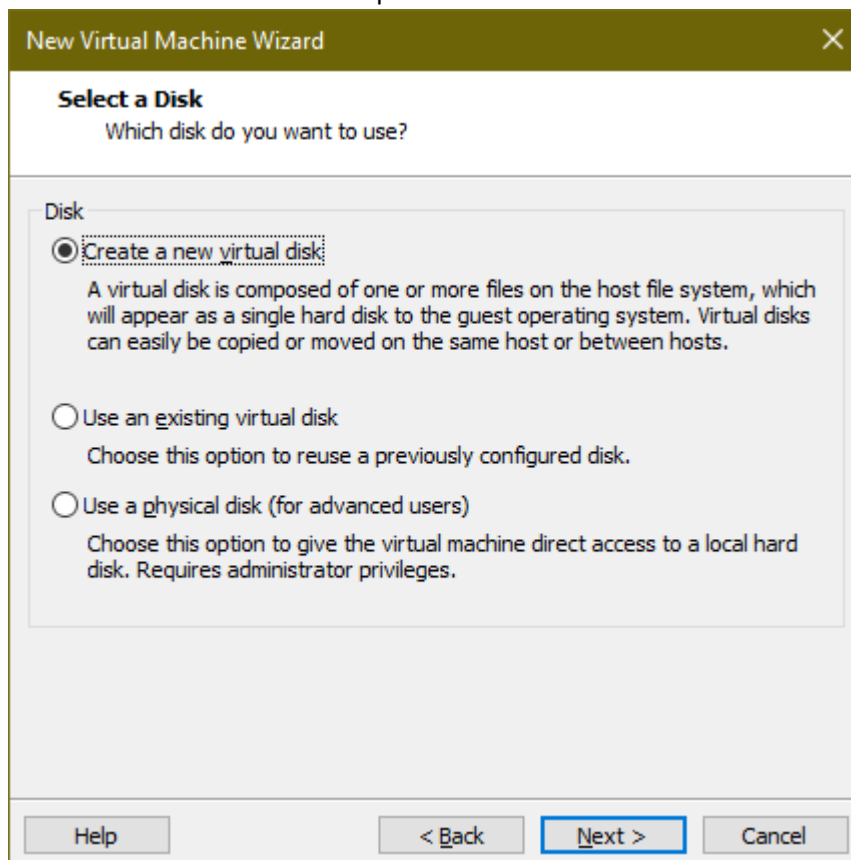 New Virtual Machine Wizard
Select a Disk
Which disk do you want to use?
Disk
Create a new virtual disk
A virtual disk is composed of one or more files on the host file system, which
will appear as a single hard disk to the guest operating system. Virtual disks
can easily be copied or moved on the same host or between hosts.
Use an existing virtual disk
Choose this option to reuse a previously configured disk.
Use a physical disk (for advanced users)
Choose this option to give the virtual machine direct access to a local hard
disk. Requires administrator privileges.
Help < Back Next > Cancel